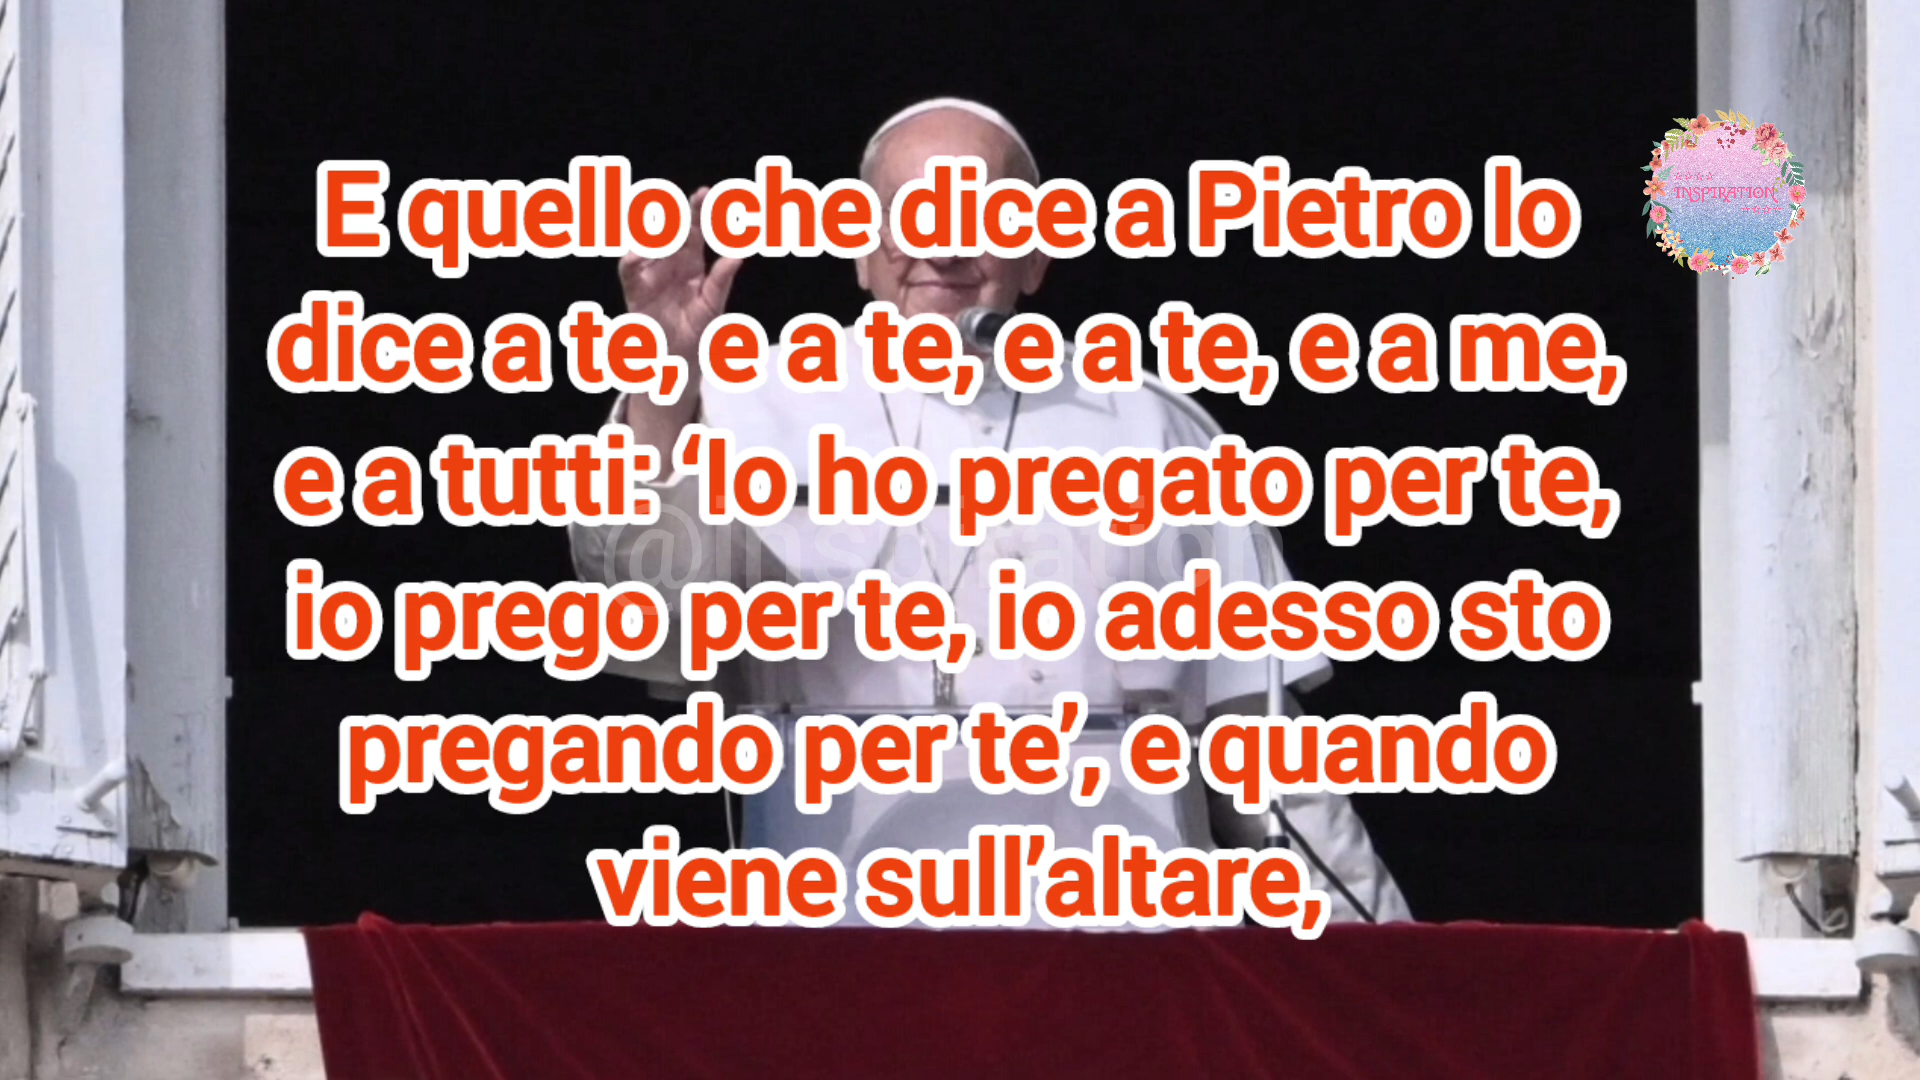 E quello che dice a Pietro lo
dice a te, e a te, e a te, e a me,
e a tutti: ‘Io ho pregato per te,
io prego per te, io adesso sto
pregando per te’, e quando
viene sull’altare,
INSPIRATION
@inspiration